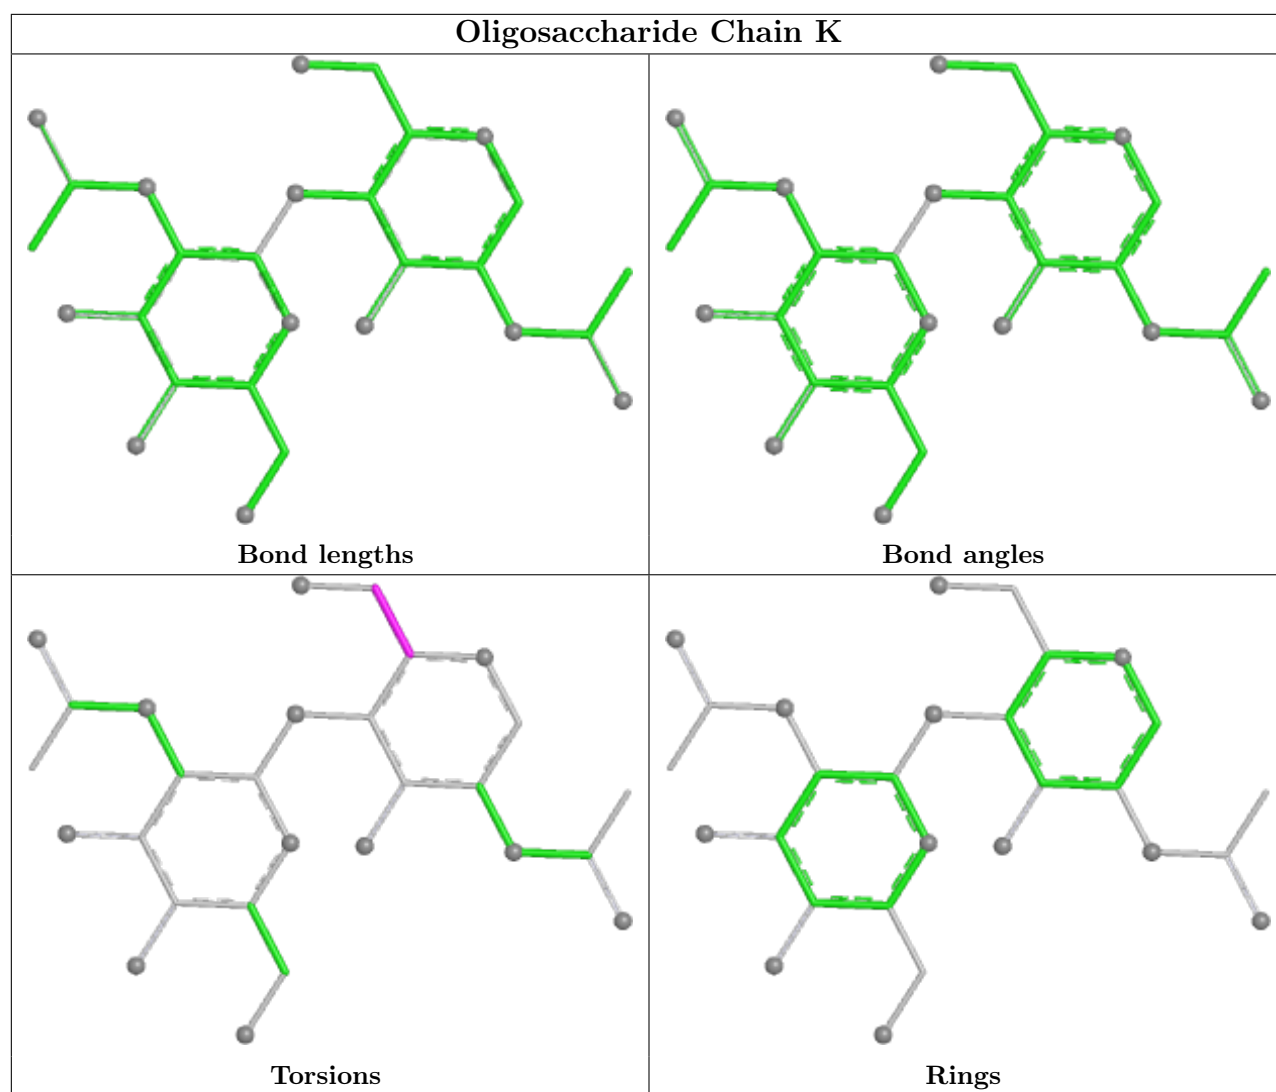 Oligosaccharide Chain K
Bond lengths
Bond angles
Torsions
Rings